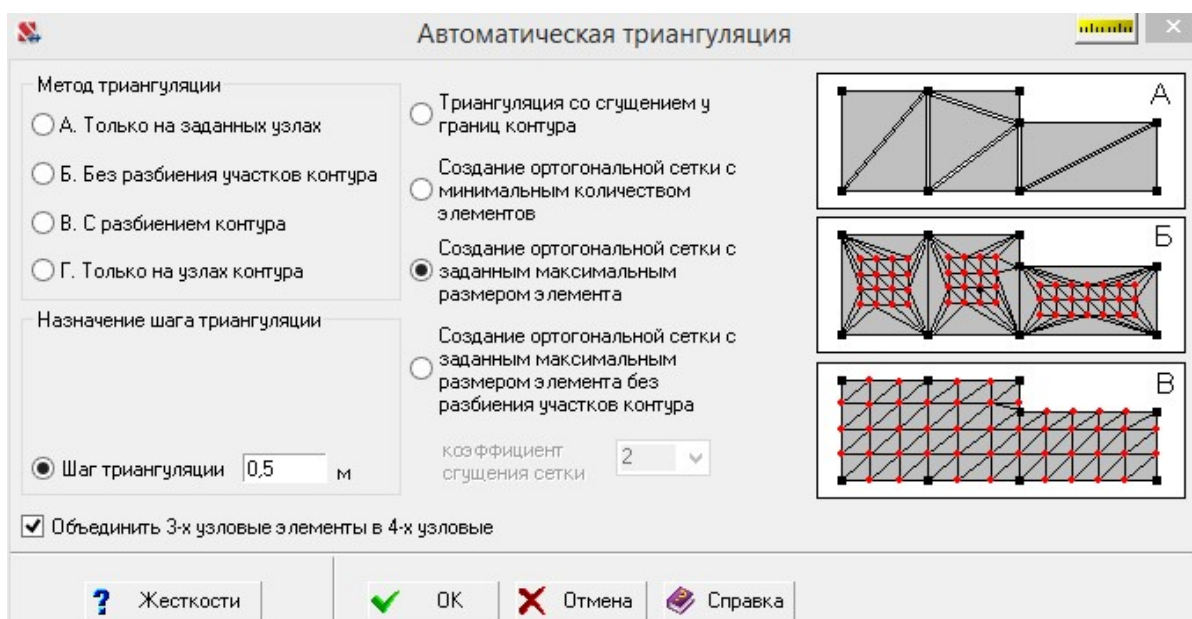 Автоматическая триангуляция
Метод триангуляции
А. Только на заданных узлах
Б. Без разбиения участков контура
В. С разбиением контура
Г. Только на узлах контура
Назначение шага триангуляции
Шаг триангуляции 0,5 м
Триангуляция со сгущением у
границ контура
Создание ортогональной сетки с
минимальным количеством
элементов
Создание ортогональной сетки с
заданным максимальным
размером элемента
Создание ортогональной сетки с
заданным максимальным
размером элемента без
разбиения участков контура
коэффициент
сгущения сетки
2
А
Б
В
Объединить 3-х узловые элементы в 4-х узловые
? Жесткости
OK
Отмена
Справка